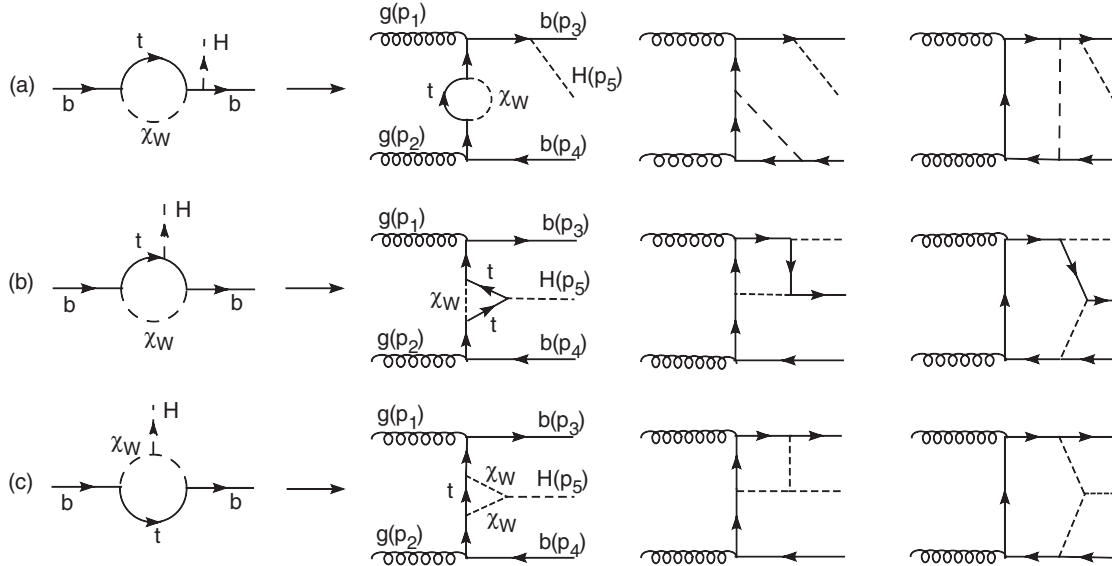 (a) b t χW H b g(p1) b(p3) H(p5) t χW g(p2) b(p4)
(b) b t H χW b g(p1) b(p3) t H(p5) χW t g(p2) b(p4)
(c) b χW H t b g(p1) b(p3) χW H(p5) t χW g(p2) b(p4)